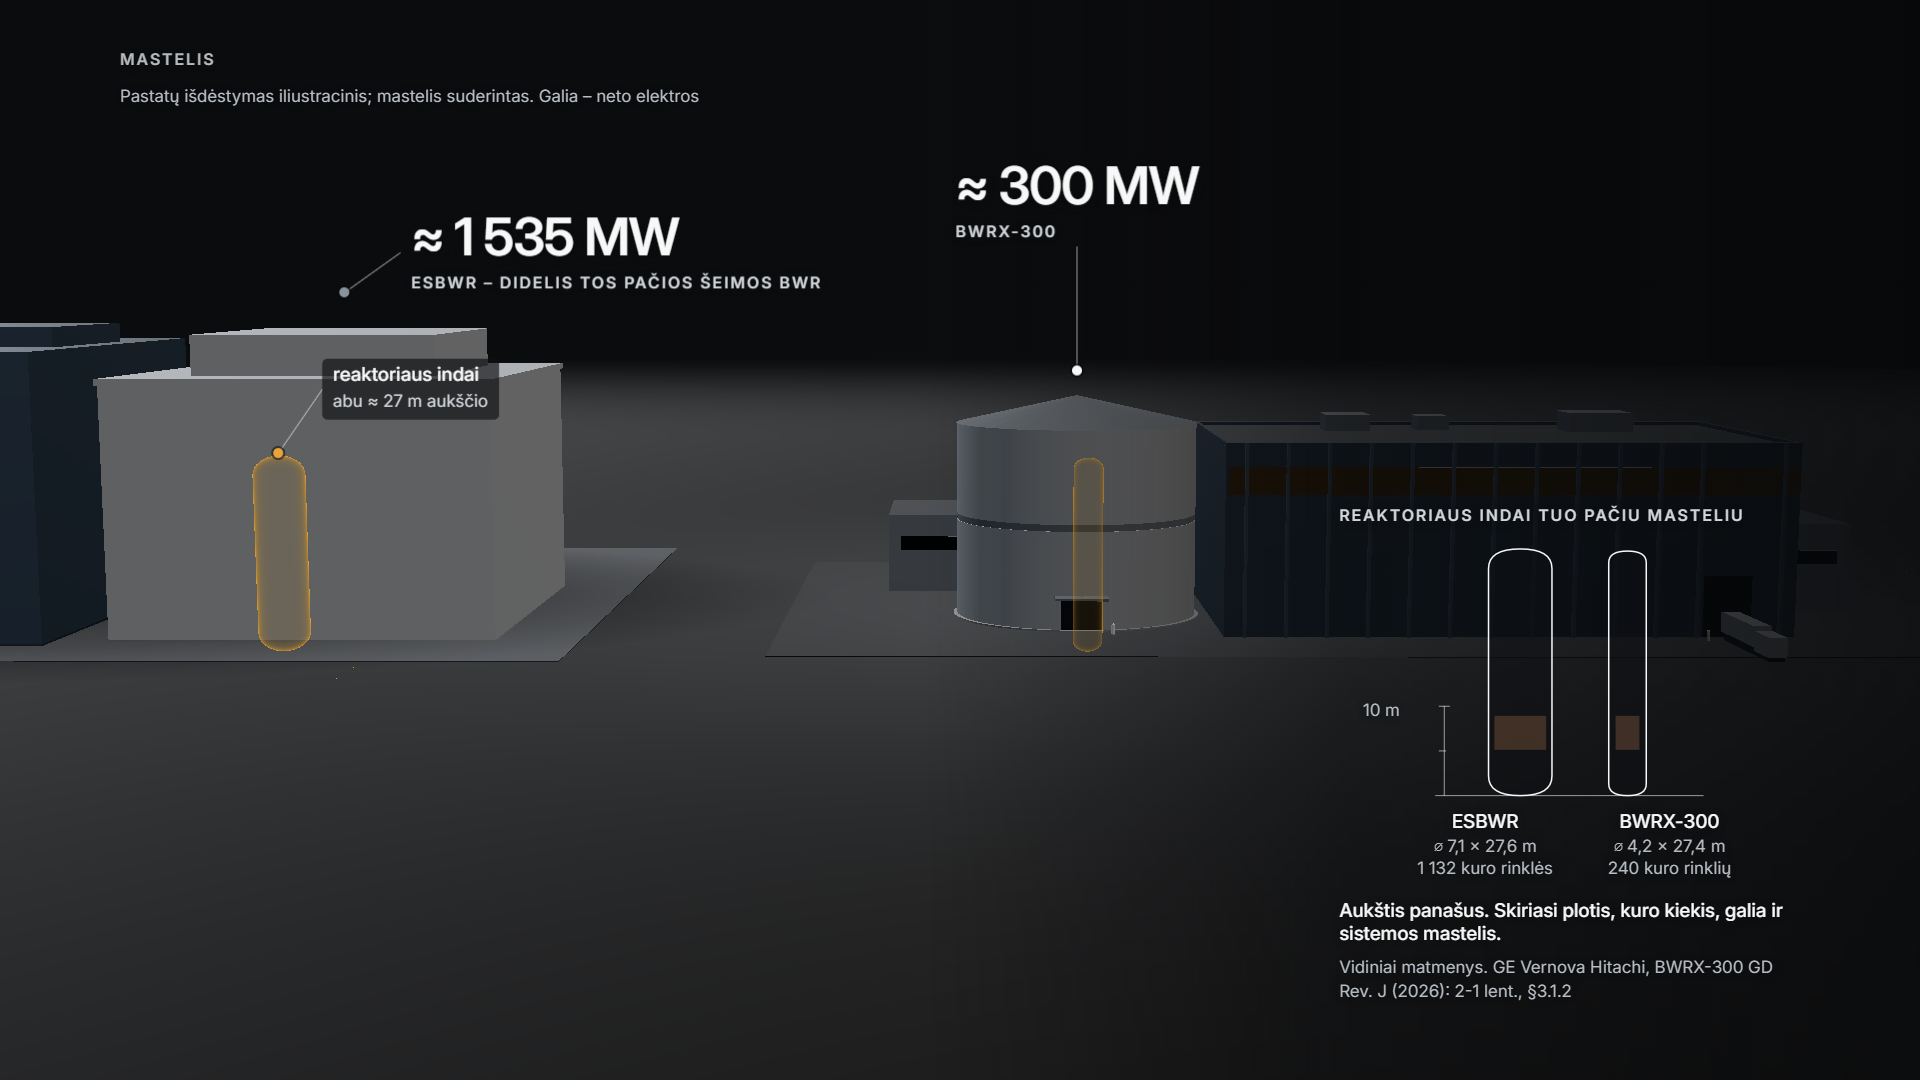 MASTELIS
Pastatų išdėstymas iliustracinis; mastelis suderintas. Galia – neto elektros
≈ 300 MW
BWRX-300
≈ 1 535 MW
ESBWR – DIDELIS TOS PAČIOS ŠEIMOS BWR
reaktoriaus indai
abu ≈ 27 m aukščio
REAKTORIAUS INDAI TUO PAČIU MASTELIU
10 m
ESBWR
⌀ 7,1 × 27,6 m
1 132 kuro rinklės
BWRX-300
⌀ 4,2 × 27,4 m
240 kuro rinklių
Aukštis panašus. Skiriasi plotis, kuro kiekis, galia ir
sistemos mastelis.
Vidiniai matmenys. GE Vernova Hitachi, BWRX-300 GD
Rev. J (2026): 2-1 lent., §3.1.2